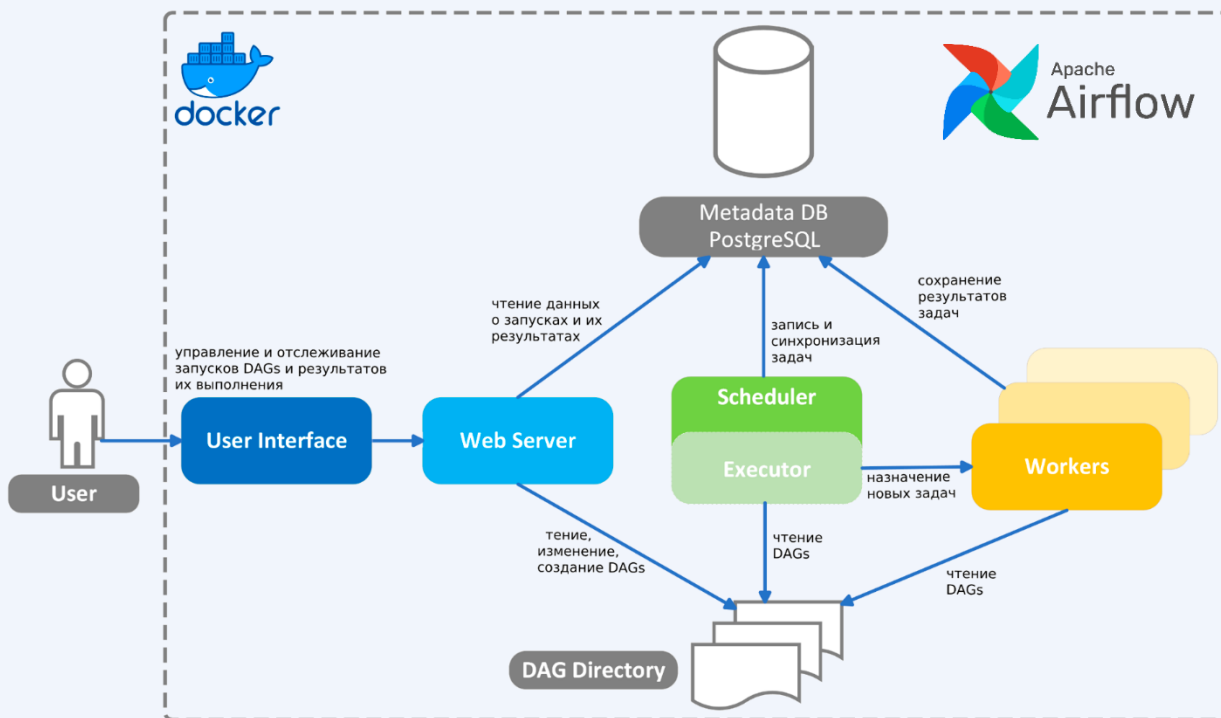 docker
Apache
Airflow
Metadata DB
PostgreSQL
чтение данных
о запусках и их
результатах
запись и
синхронизация
задач
сохранение
результатов
задач
управление и отслеживание
запусков DAGs и результатов
их выполнения
User
User Interface
Web Server
Scheduler
Executor
назначение
новых задач
Workers
тение,
изменение,
создание DAGs
чтение
DAGs
чтение
DAGs
DAG Directory